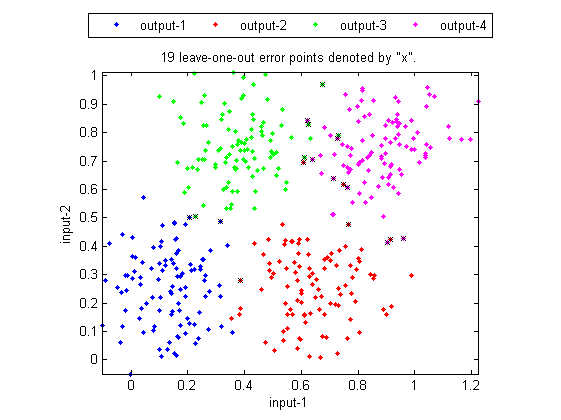 output-1 output-2 output-3 output-4
19 leave-one-out error points denoted by "x".
1
0.9
0.8
0.7
0.6
0.5
0.4
0.3
0.2
0.1
0
input-2
0 0.2 0.4 0.6 0.8 1 1.2
input-1